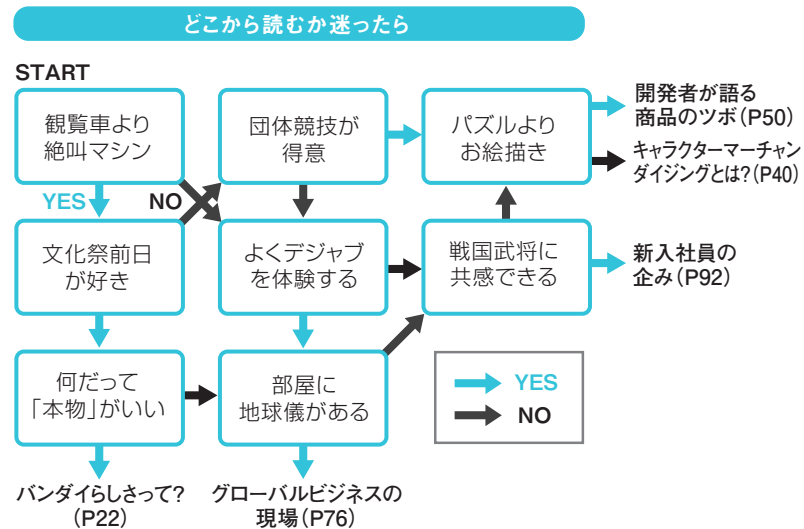 どこから読むか迷ったら
START
観覧車より
絶叫マシン
団体競技が
得意
パズルより
お絵描き
開発者が語る
商品のツボ(P50)
キャラクターマーチャン
ダイジングとは?(P40)
YES
NO
文化祭前日
が好き
よくデジャブ
を体験する
戦国武将に
共感できる
新入社員の
企み(P92)
何だって
「本物」がいい
部屋に
地球儀がある
YES
NO
バンダイらしさって?
(P22)
グローバルビジネスの
現場(P76)